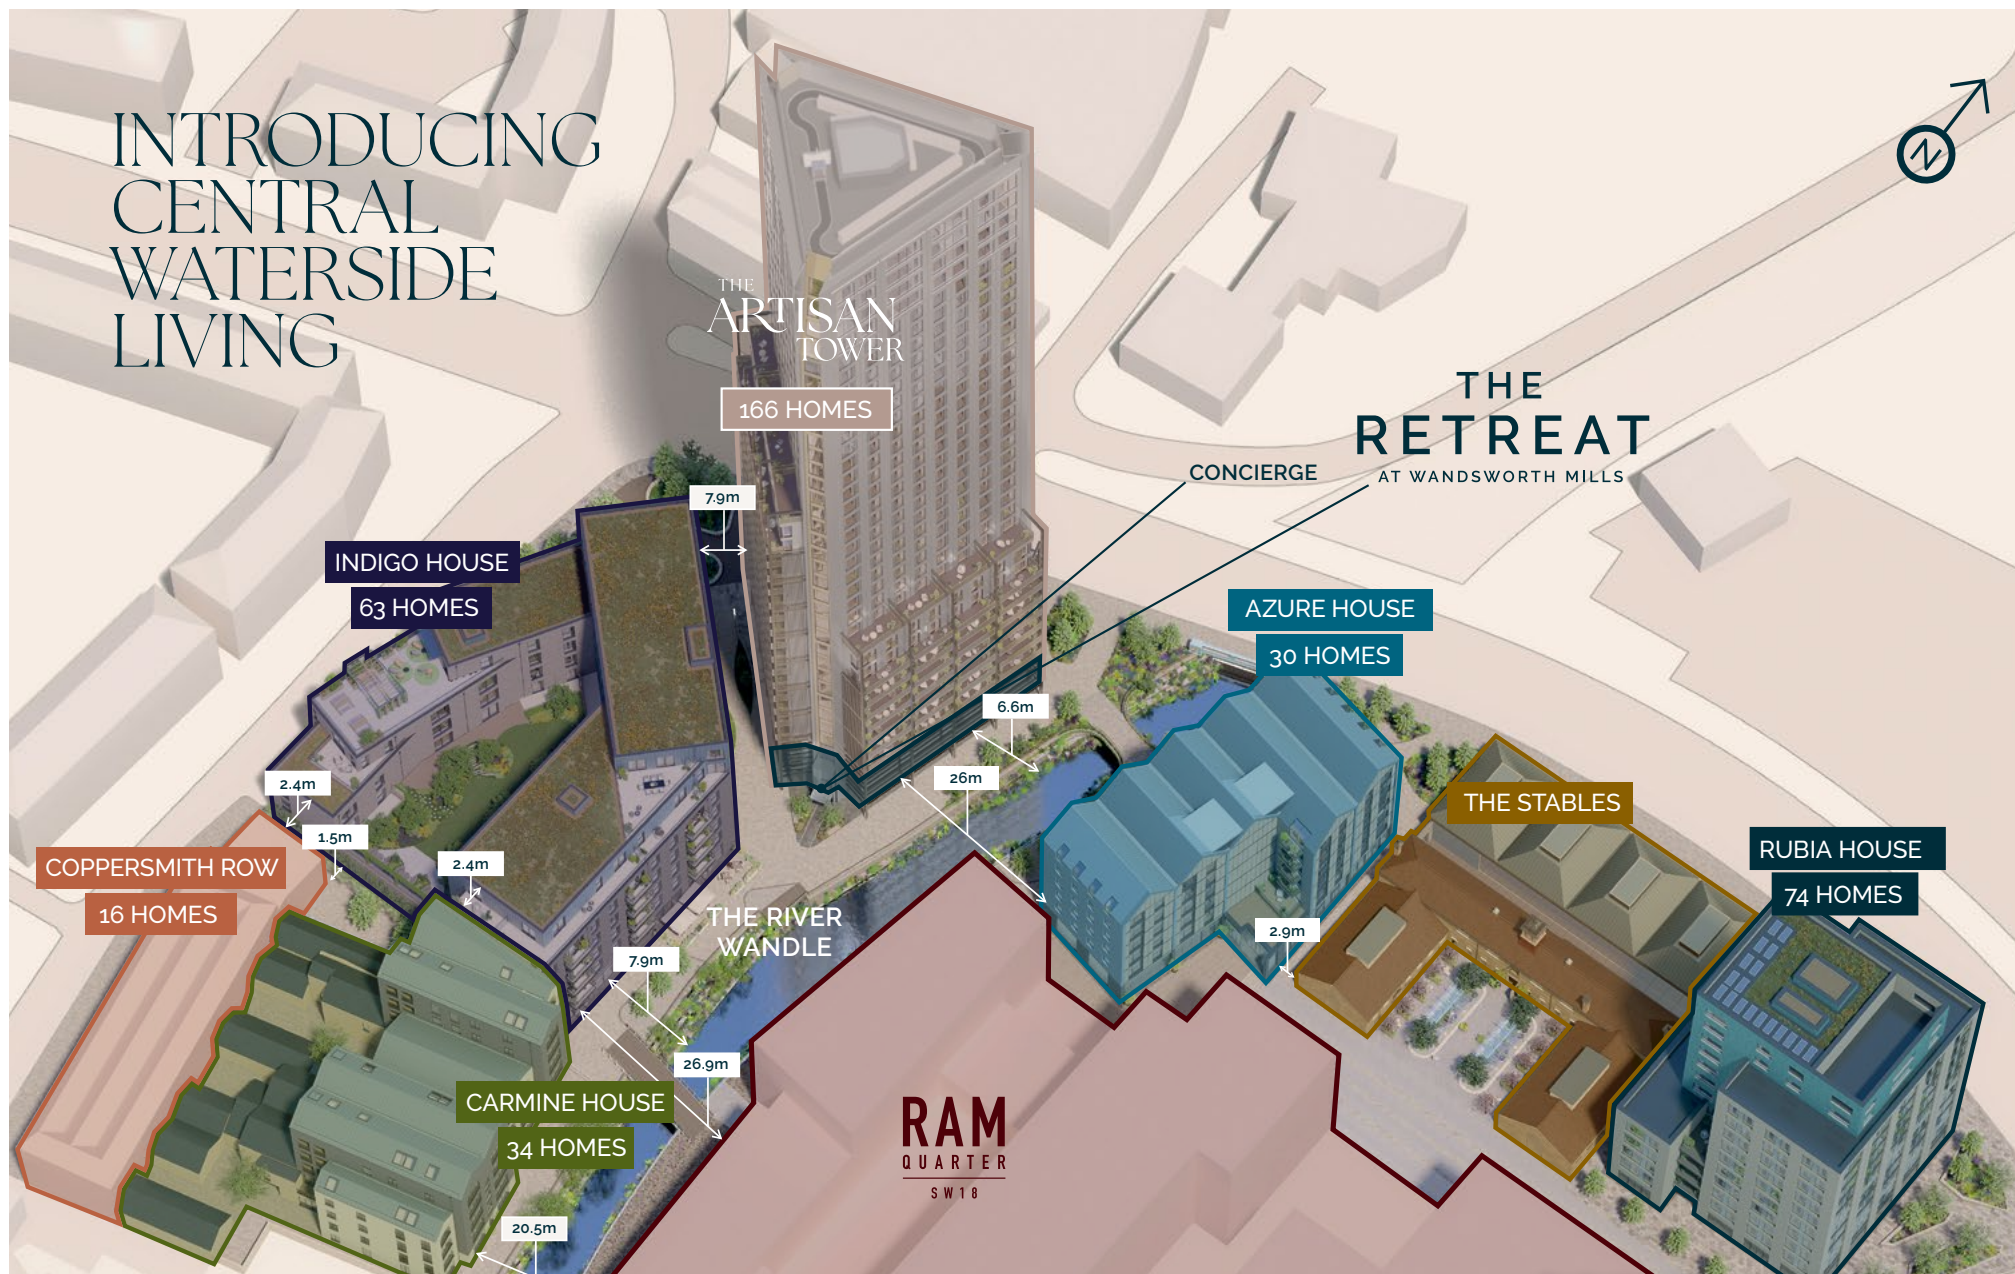 INTRODUCING
CENTRAL
WATERSIDE
LIVING
N
THE
ARTISAN
TOWER
166 HOMES
THE
RETREAT
AT WANDSWORTH MILLS
CONCIERGE
7.9m
INDIGO HOUSE
63 HOMES
AZURE HOUSE
30 HOMES
6.6m
26m
2.4m
1.5m
2.4m
THE STABLES
COPPERSMITH ROW
16 HOMES
RUBIA HOUSE
74 HOMES
THE RIVER
WANDLE
2.9m
7.9m
26.9m
CARMINE HOUSE
34 HOMES
RAM
QUARTER
SW18
20.5m